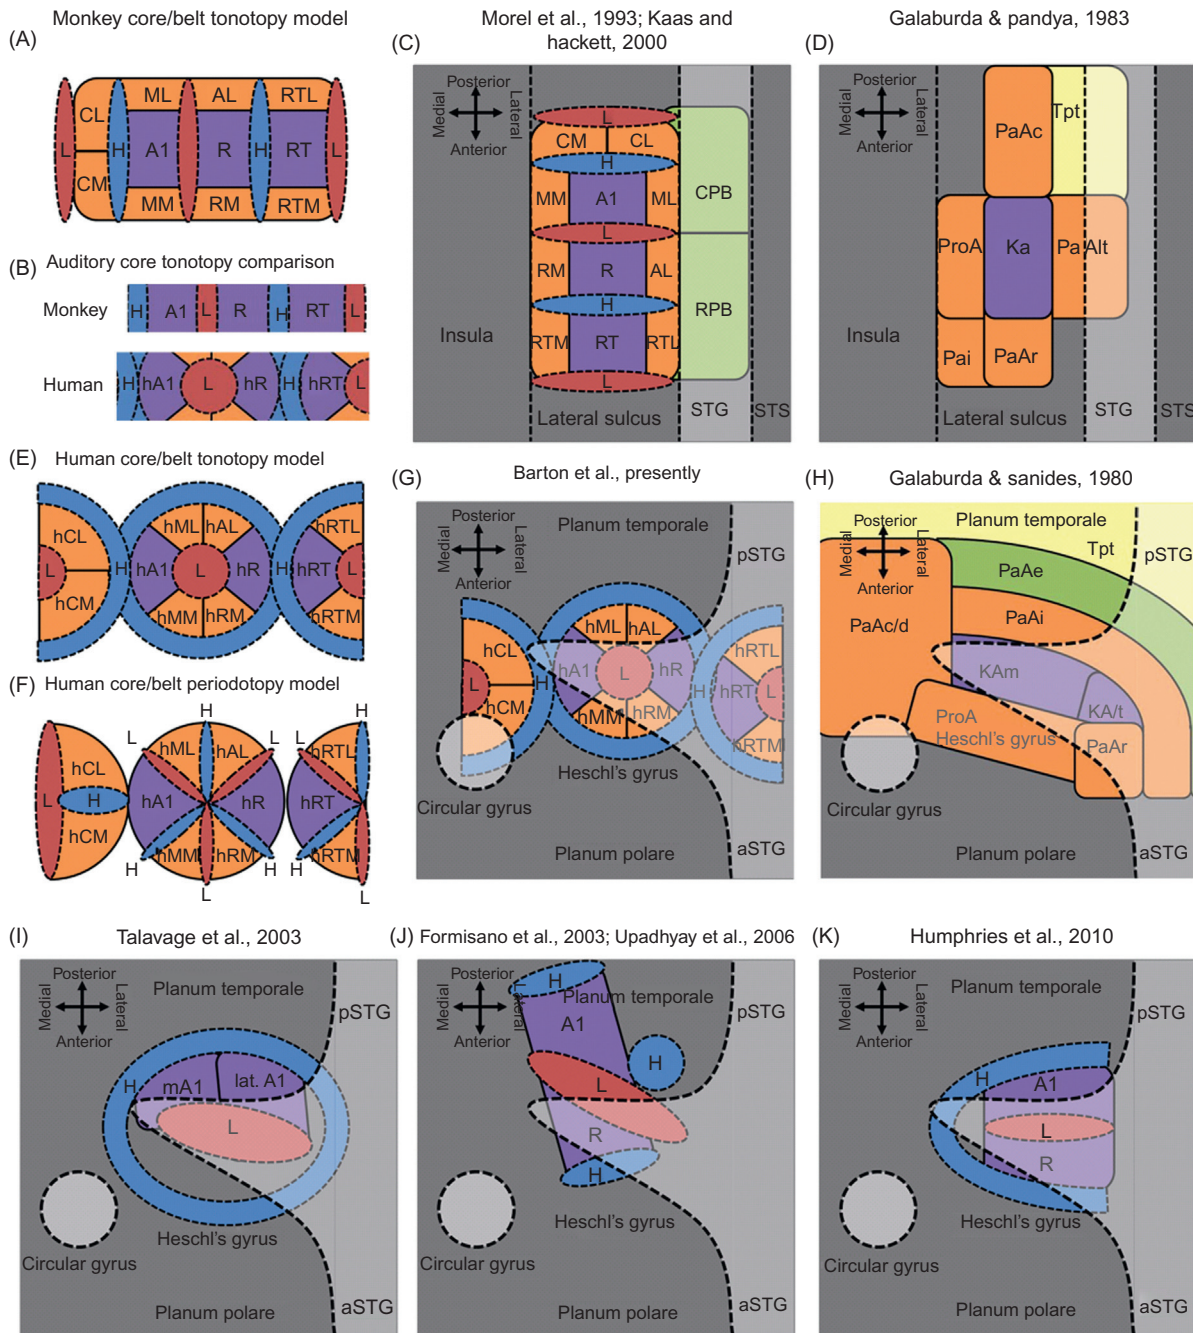 Monkey core/belt tonotopy model
(A)
ML AL RTL
CL
L H A1 R H RT L
CM
MM RM RTM
(B) Auditory core tonotopy comparison
Monkey H A1 L R H RT L
Human H hA1 L hR H hRT L
Morel et al., 1993; Kaas and
hackett, 2000
(C)
Posterior
Medial Lateral
Anterior
L
CM CL
H
MM A1 ML
CPB
L
RM R AL
H
RPB
RTM RT RTL
L
Insula
Lateral sulcus
STG
STS
Galaburda & pandya, 1983
(D)
Posterior
Medial Lateral
Anterior
PaAc Tpt
ProA Ka Pa Alt
Insula
Pai PaAr
Lateral sulcus
STG
STS
(E) Human core/belt tonotopy model
hCL hML hAL hRTL
L H hA1 L hR H hRT L
hCM hMM hRM hRTM
(F) Human core/belt periodotopy model
H H
L L L
hCL hML hAL hRTL
L H hA1 hR hRT
hCM hMM hRM hRTM
H H H
L L
(G) Barton et al., presently
Posterior
Medial Lateral
Anterior
Planum temporale
pSTG
hCL hML hAL hRTL
L H hA1 L hR H hRT L
hCM hMM hRM hRTM
Heschl's gyrus
Circular gyrus
Planum polare
aSTG
(H) Galaburda & sanides, 1980
Posterior
Medial Lateral
Anterior
Planum temporale
Tpt
pSTG
PaAe
PaAi
PaAc/d
KAm
KA/t
ProA
Heschl's gyrus
PaAr
Circular gyrus
Planum polare
aSTG
(I) Talavage et al., 2003
Posterior
Medial Lateral
Anterior
Planum temporale
pSTG
H mA1 lat. A1
L
Heschl's gyrus
Circular gyrus
Planum polare
aSTG
(J) Formisano et al., 2003; Upadhyay et al., 2006
Posterior
Medial Lateral
Anterior
H
Planum temporale
pSTG
A1
H
L
R
H
Heschl's gyrus
Circular gyrus
Planum polare
aSTG
(K) Humphries et al., 2010
Posterior
Medial Lateral
Anterior
Planum temporale
pSTG
H A1
L
R
Heschl's gyrus
Circular gyrus
Planum polare
aSTG